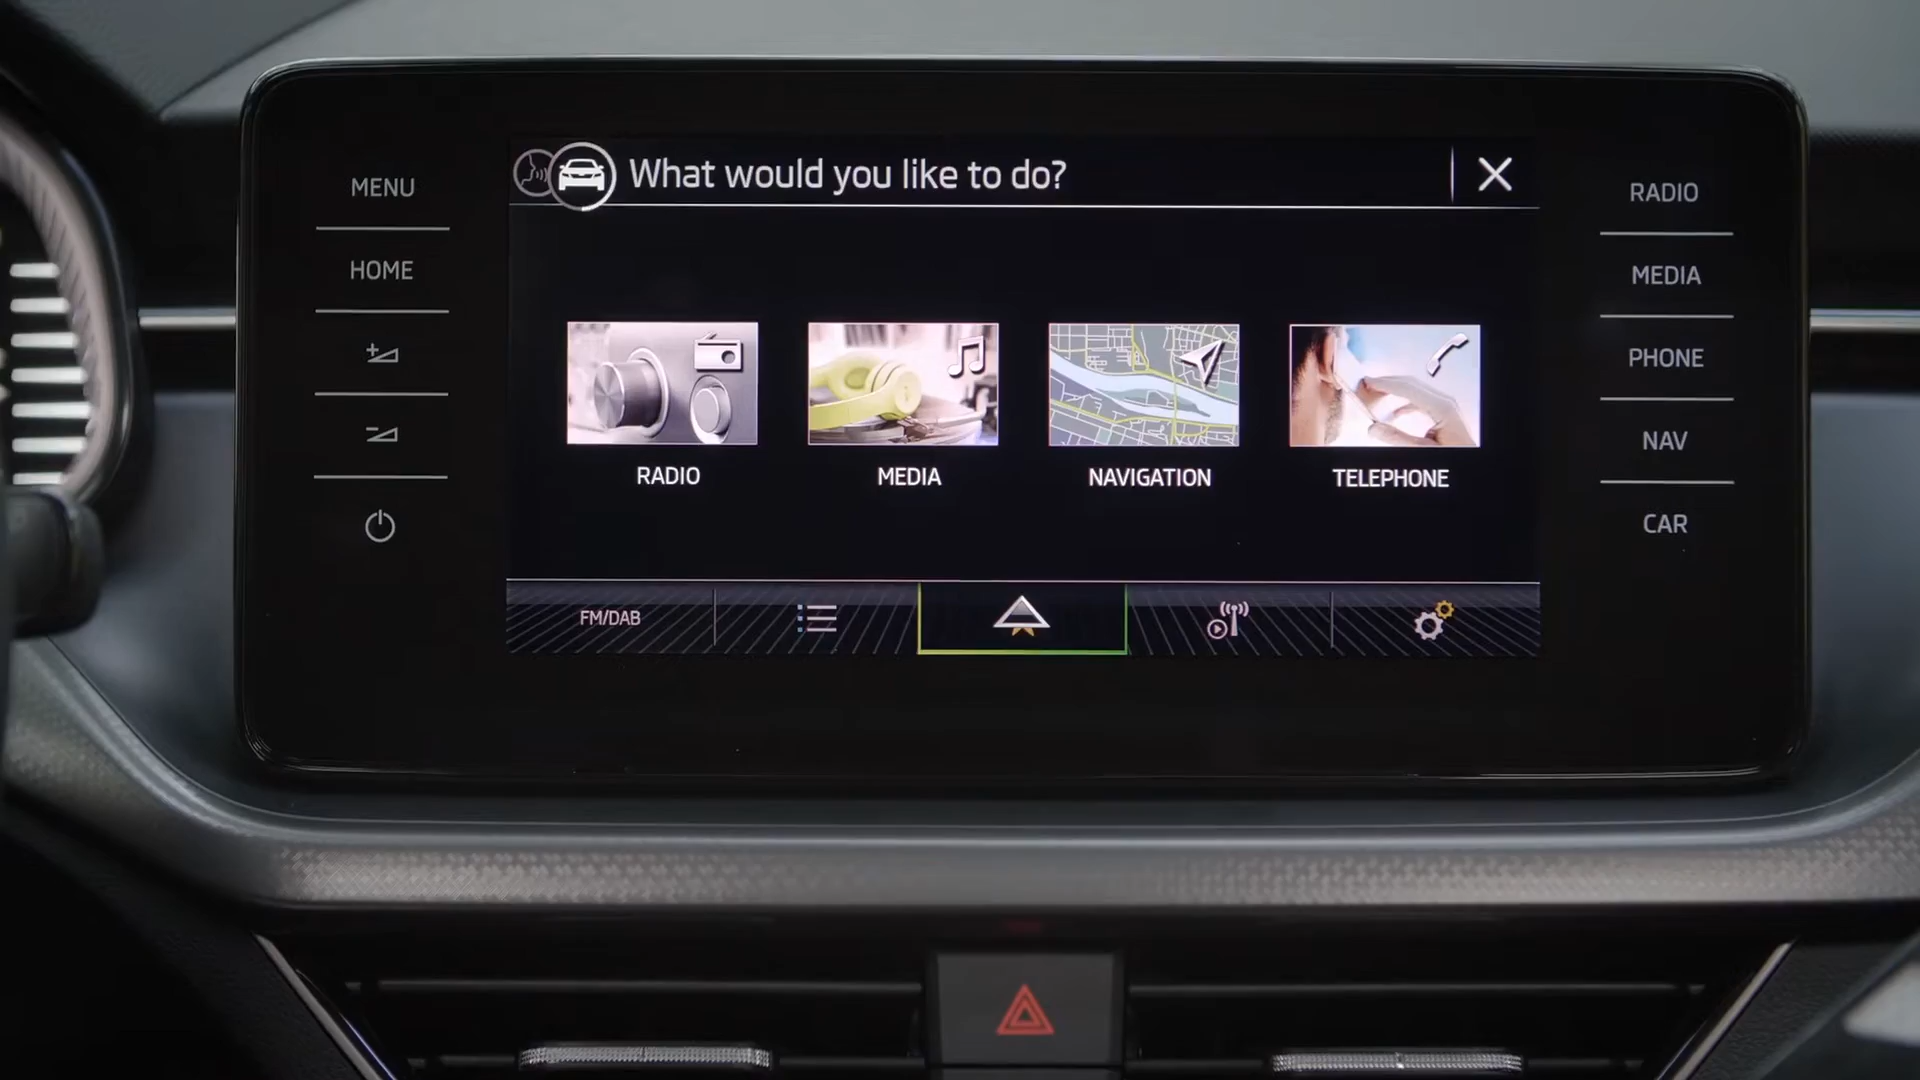 What would you like to do?
MENU
HOME
RADIO
MEDIA
NAVIGATION
TELEPHONE
FM/DAB
RADIO
MEDIA
PHONE
NAV
CAR